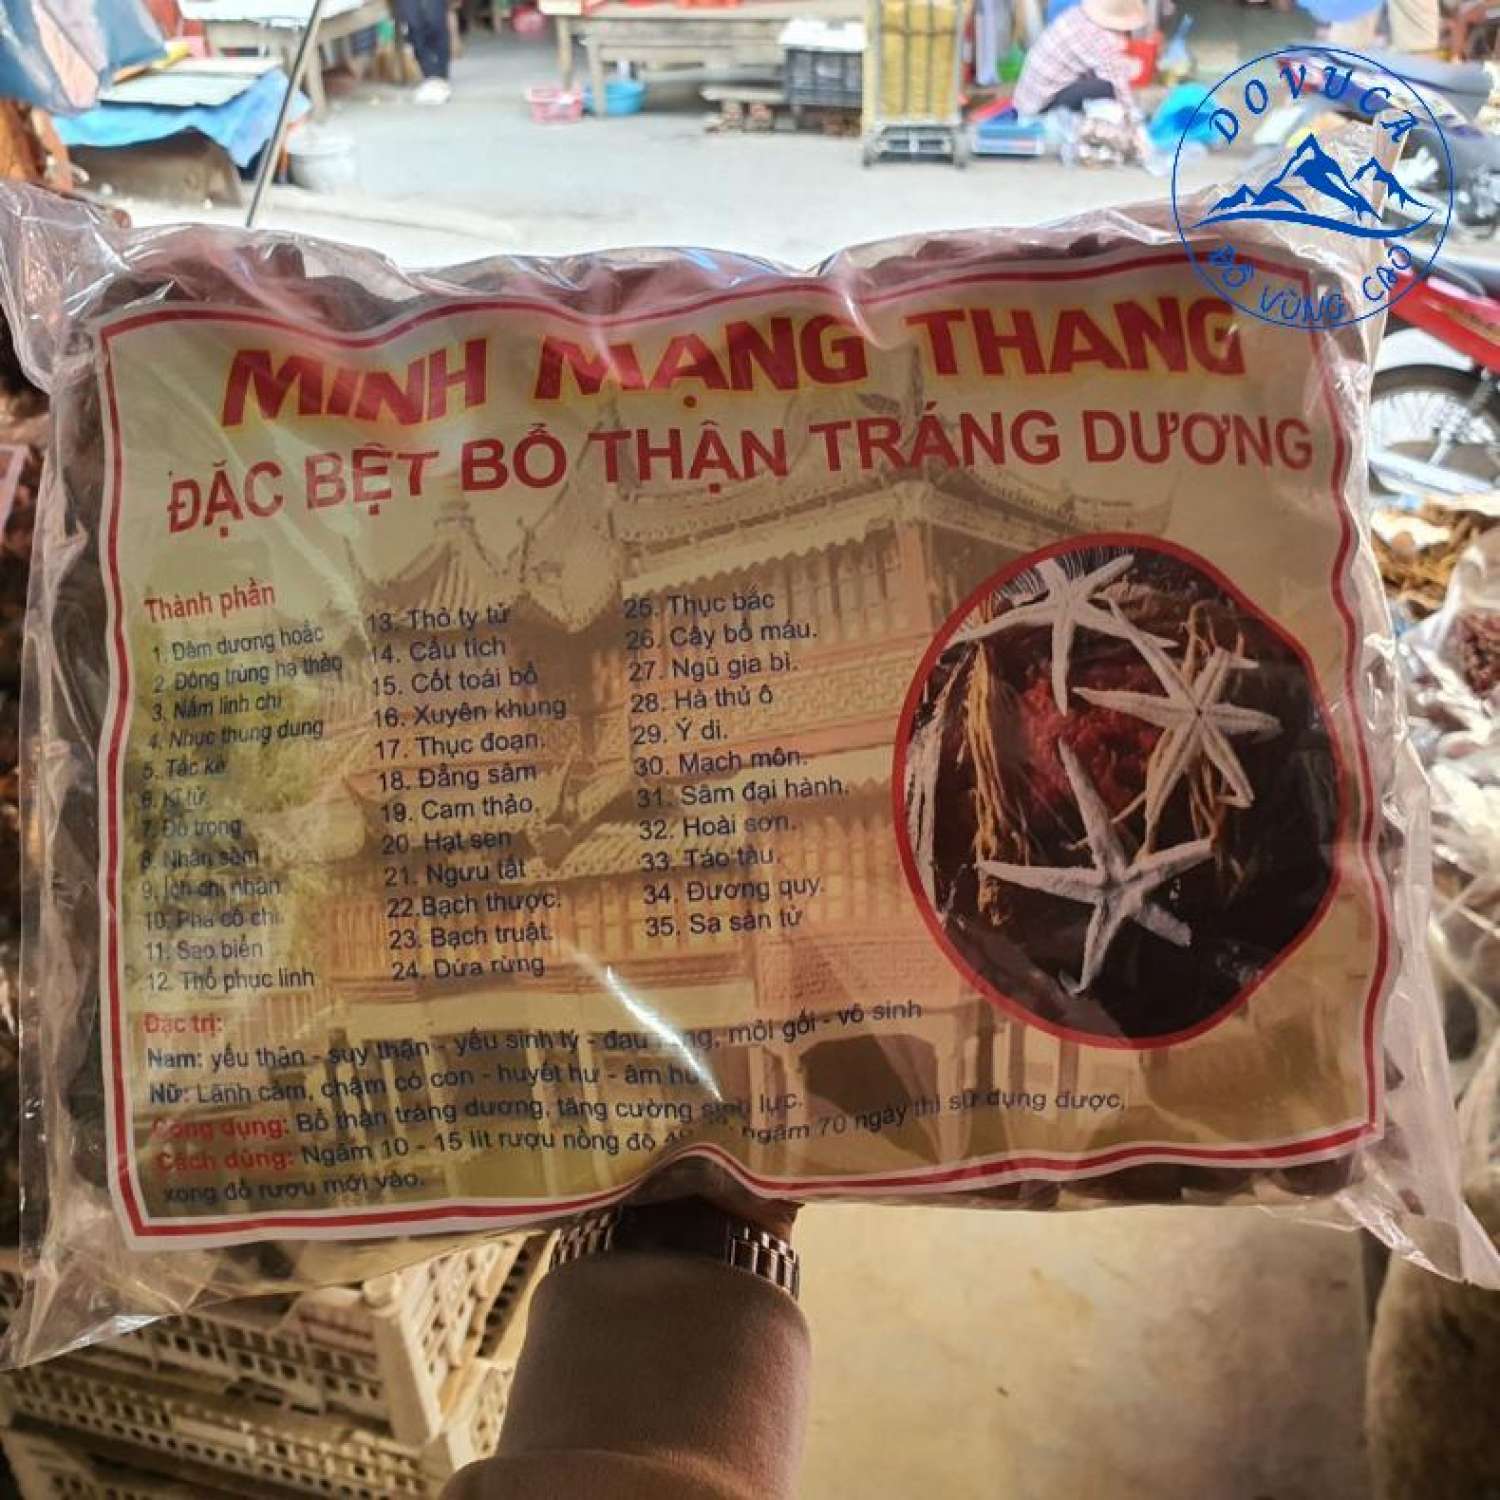 DOVUCA
BỔ VÙNG CAO
MINH MẠNG THANG
ĐẶC BỆT BỔ THẬN TRÁNG DƯƠNG
Thành phần
1. Dâm dương hoắc
2. Đông trùng hạ thảo
3. Nấm linh chi
4. Nhục thung dung
5. Tắc kè
6. Kỉ tử
7. Đỗ trọng
8. Nhân sâm
9. Ích chí nhân
10. Phá cố chỉ
11. Sao biển
12. Thổ phục linh
13. Thỏ ty tử
14. Cẩu tích
15. Cốt toái bổ
16. Xuyên khung
17. Thục đoạn.
18. Đẳng sâm
19. Cam thảo.
20. Hạt sen
21. Ngưu tất
22.Bạch thược.
23. Bạch truật.
24. Dứa rừng
25. Thục bắc
26. Cây bổ máu.
27. Ngũ gia bì.
28. Hà thủ ô
29. Ý dĩ.
30. Mạch môn.
31. Sâm đại hành.
32. Hoài sơn.
33. Táo tàu.
34. Đương quy.
35. Sa sàn tử
Đặc trị:
Nam: yếu thận - suy thận - yếu sinh lý - đau mỏi gối - vô sinh
Nữ: Lãnh cảm, chậm có con - huyết hư - âm hư
Công dụng: Bổ thận tráng dương, tăng cường sinh lực.
Cách dùng: Ngâm 10 - 15 lít rượu nồng độ ngâm 70 ngày thì sử dụng được,
xong đổ rượu mới vào.